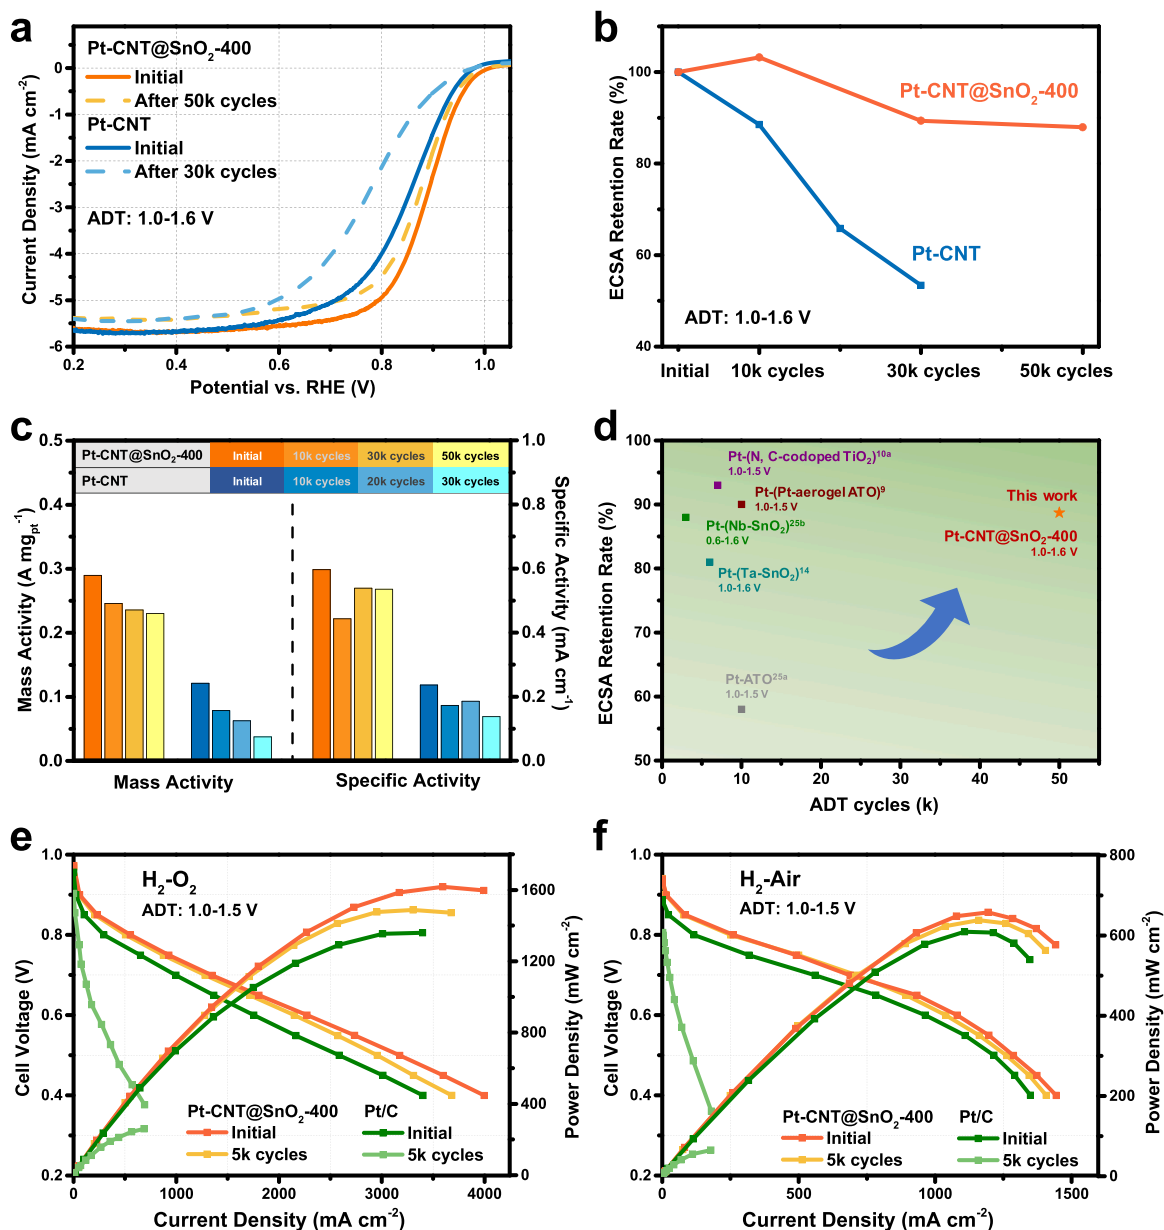 a
Pt-CNT@SnO2-400
Initial
After 50k cycles
Pt-CNT
Initial
After 30k cycles
ADT: 1.0-1.6 V
Current Density (mA cm-2)
0
-1
-2
-3
-4
-5
-6
0.2
0.4
0.6
0.8
1.0
Potential vs. RHE (V)
b
ECSA Retention Rate (%)
100
80
60
40
Pt-CNT@SnO2-400
Pt-CNT
ADT: 1.0-1.6 V
Initial
10k cycles
30k cycles
50k cycles
c
Pt-CNT@SnO2-400 Initial 10k cycles 30k cycles 50k cycles
Pt-CNT Initial 10k cycles 20k cycles 30k cycles
Mass Activity (A mgpt-1)
0.5
0.4
0.3
0.2
0.1
0.0
1.0
0.8
0.6
0.4
0.2
0.0
Specific Activity (mA cm-1)
Mass Activity
Specific Activity
d
ECSA Retention Rate (%)
100
90
80
70
60
50
Pt-(N, C-codoped TiO2)10a
1.0-1.5 V
Pt-(Pt-aerogel ATO)9
1.0-1.5 V
Pt-(Nb-SnO2)25b
0.6-1.6 V
Pt-(Ta-SnO2)14
1.0-1.6 V
Pt-ATO25a
1.0-1.5 V
This work
Pt-CNT@SnO2-400
1.0-1.6 V
0
10
20
30
40
50
ADT cycles (k)
e
H2-O2
ADT: 1.0-1.5 V
Cell Voltage (V)
1.0
0.8
0.6
0.4
0.2
1600
1200
800
400
0
Power Density (mW cm-2)
Pt-CNT@SnO2-400 Pt/C
Initial Initial
5k cycles 5k cycles
0
1000
2000
3000
4000
Current Density (mA cm-2)
f
H2-Air
ADT: 1.0-1.5 V
Cell Voltage (V)
1.0
0.8
0.6
0.4
0.2
800
600
400
200
0
Power Density (mW cm-2)
Pt-CNT@SnO2-400 Pt/C
Initial Initial
5k cycles 5k cycles
0
500
1000
1500
Current Density (mA cm-2)